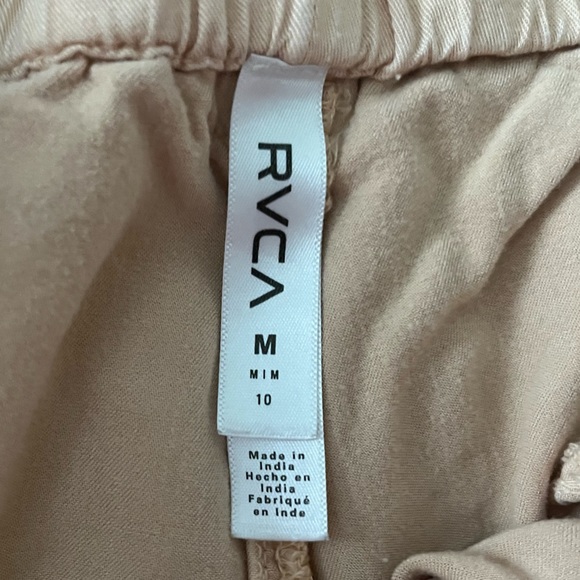 RVCA
M
M I M
10
Made in
India
Hecho en
India
Fabriqué
en Inde